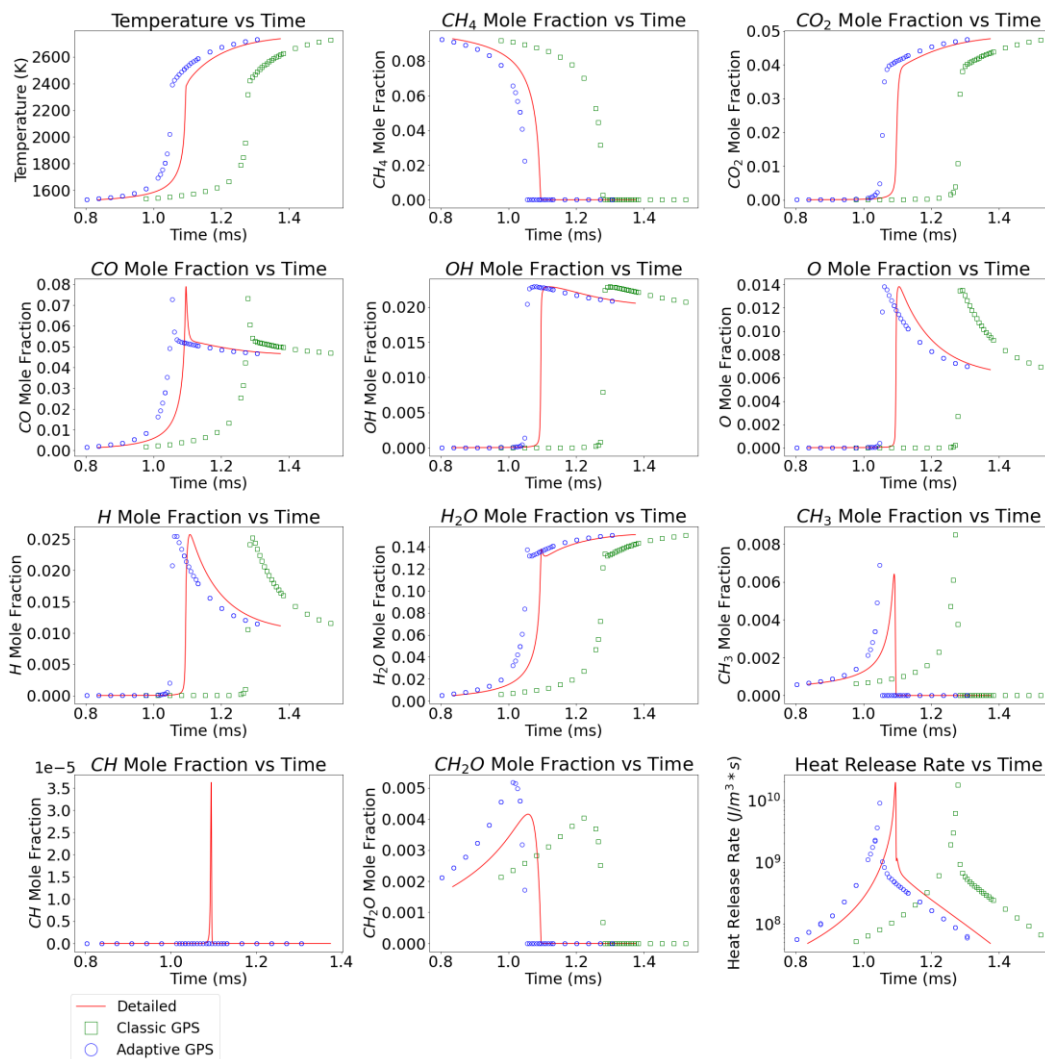 Temperature vs Time
Temperature (K)
2600
2400
2200
2000
1800
1600
0.8 1.0 1.2 1.4
Time (ms)
CH4 Mole Fraction vs Time
CH4 Mole Fraction
0.08
0.06
0.04
0.02
0.00
0.8 1.0 1.2 1.4
Time (ms)
CO2 Mole Fraction vs Time
CO2 Mole Fraction
0.05
0.04
0.03
0.02
0.01
0.00
0.8 1.0 1.2 1.4
Time (ms)
CO Mole Fraction vs Time
CO Mole Fraction
0.08
0.07
0.06
0.05
0.04
0.03
0.02
0.01
0.00
0.8 1.0 1.2 1.4
Time (ms)
OH Mole Fraction vs Time
OH Mole Fraction
0.020
0.015
0.010
0.005
0.000
0.8 1.0 1.2 1.4
Time (ms)
O Mole Fraction vs Time
O Mole Fraction
0.014
0.012
0.010
0.008
0.006
0.004
0.002
0.000
0.8 1.0 1.2 1.4
Time (ms)
H Mole Fraction vs Time
H Mole Fraction
0.025
0.020
0.015
0.010
0.005
0.000
0.8 1.0 1.2 1.4
Time (ms)
H2O Mole Fraction vs Time
H2O Mole Fraction
0.14
0.12
0.10
0.08
0.06
0.04
0.02
0.00
0.8 1.0 1.2 1.4
Time (ms)
CH3 Mole Fraction vs Time
CH3 Mole Fraction
0.008
0.006
0.004
0.002
0.000
0.8 1.0 1.2 1.4
Time (ms)
CH Mole Fraction vs Time
1e−5
CH Mole Fraction
3.5
3.0
2.5
2.0
1.5
1.0
0.5
0.0
0.8 1.0 1.2 1.4
Time (ms)
CH2O Mole Fraction vs Time
CH2O Mole Fraction
0.005
0.004
0.003
0.002
0.001
0.000
0.8 1.0 1.2 1.4
Time (ms)
Heat Release Rate vs Time
Heat Release Rate (J/m³ * s)
10¹⁰
10⁹
10⁸
0.8 1.0 1.2 1.4
Time (ms)
Detailed
Classic GPS
Adaptive GPS